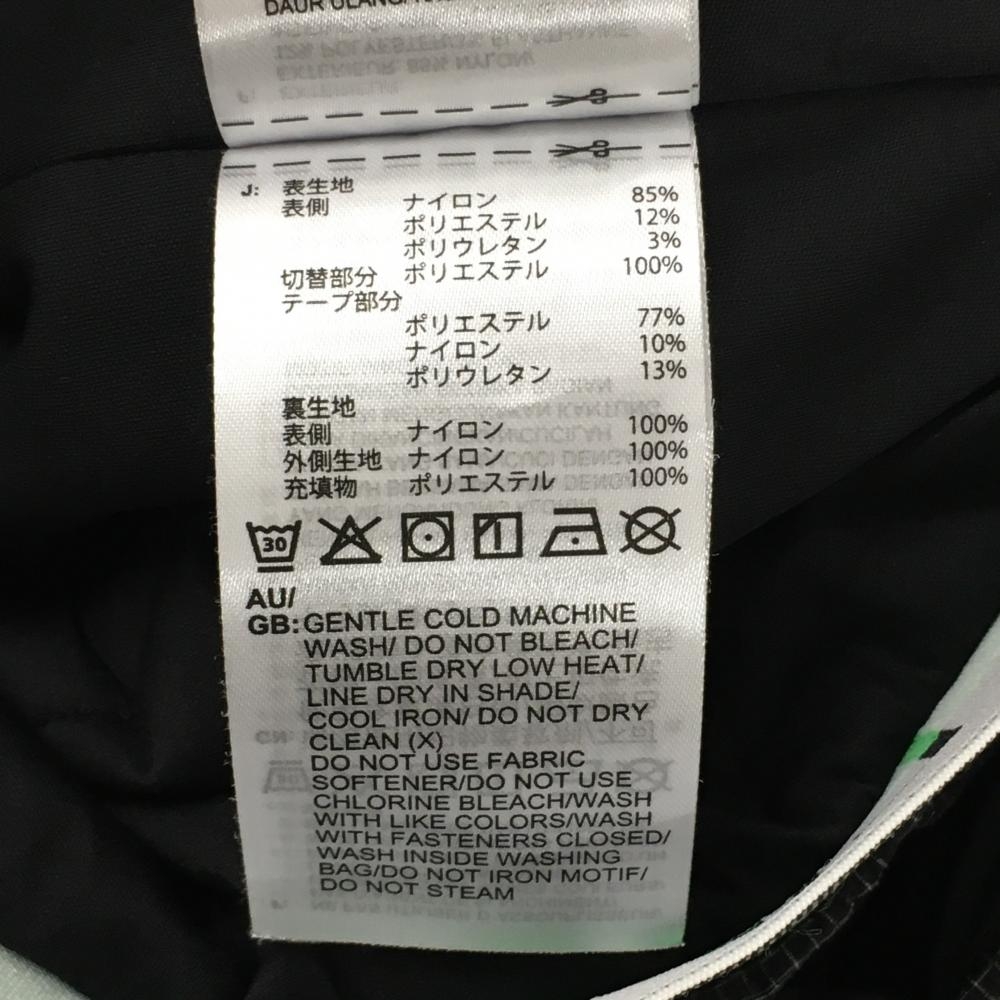 DAUR ULANG/
J: 表生地
表側 ナイロン 85%
ポリエステル 12%
ポリウレタン 3%
切替部分 ポリエステル 100%
テープ部分
ポリエステル 77%
ナイロン 10%
ポリウレタン 13%
裏生地
表側 ナイロン 100%
外側生地 ナイロン 100%
充填物 ポリエステル 100%
30
AU/
GB: GENTLE COLD MACHINE
WASH/ DO NOT BLEACH/
TUMBLE DRY LOW HEAT/
LINE DRY IN SHADE/
COOL IRON/ DO NOT DRY
CLEAN (X)
DO NOT USE FABRIC
SOFTENER/DO NOT USE
CHLORINE BLEACH/WASH
WITH LIKE COLORS/WASH
WITH FASTENERS CLOSED/
WASH INSIDE WASHING
BAG/DO NOT IRON MOTIF/
DO NOT STEAM